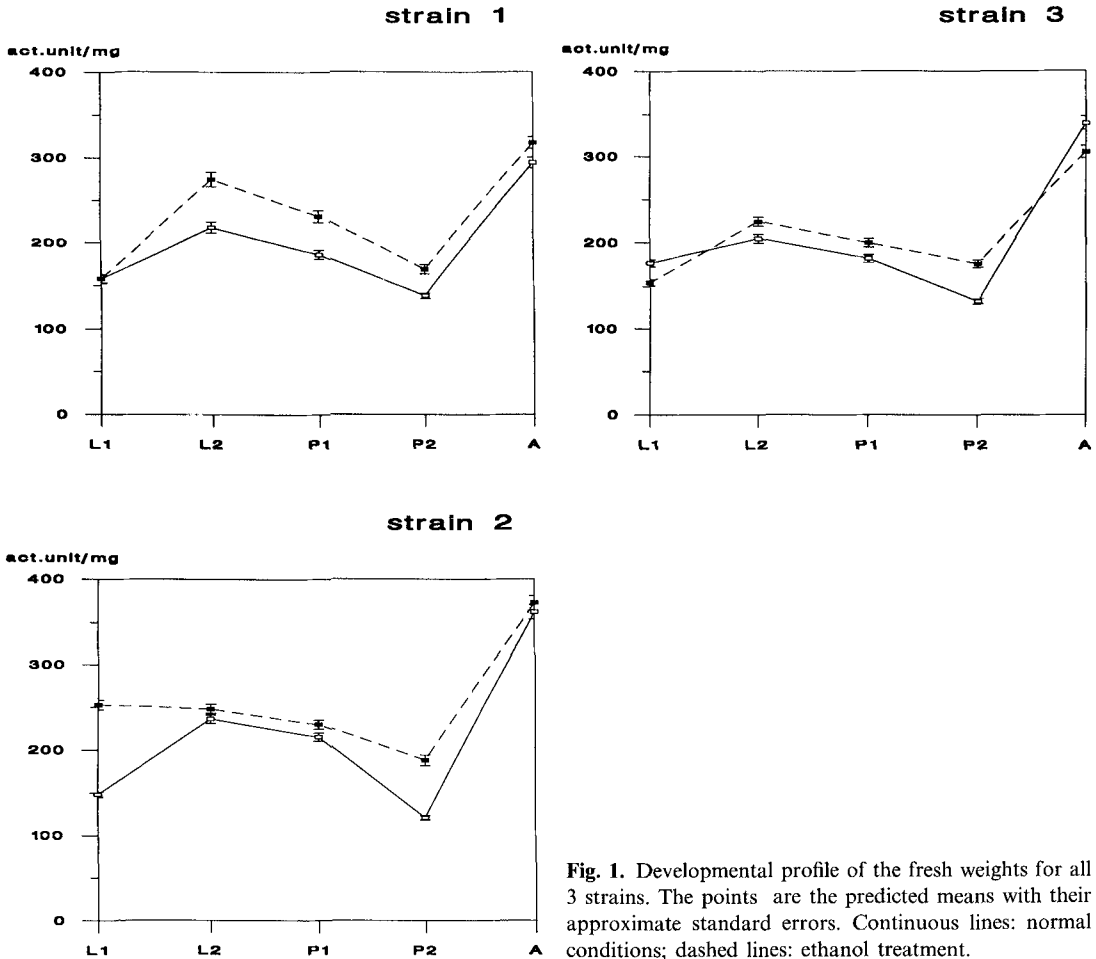 strain 1
act.unit/mg
400
300
200
100
0
L1 L2 P1 P2 A
strain 3
act.unit/mg
400
300
200
100
0
L1 L2 P1 P2 A
strain 2
act.unit/mg
400
300
200
100
0
L1 L2 P1 P2 A
Fig. 1. Developmental profile of the fresh weights for all
3 strains. The points are the predicted means with their
approximate standard errors. Continuous lines: normal
conditions; dashed lines: ethanol treatment.